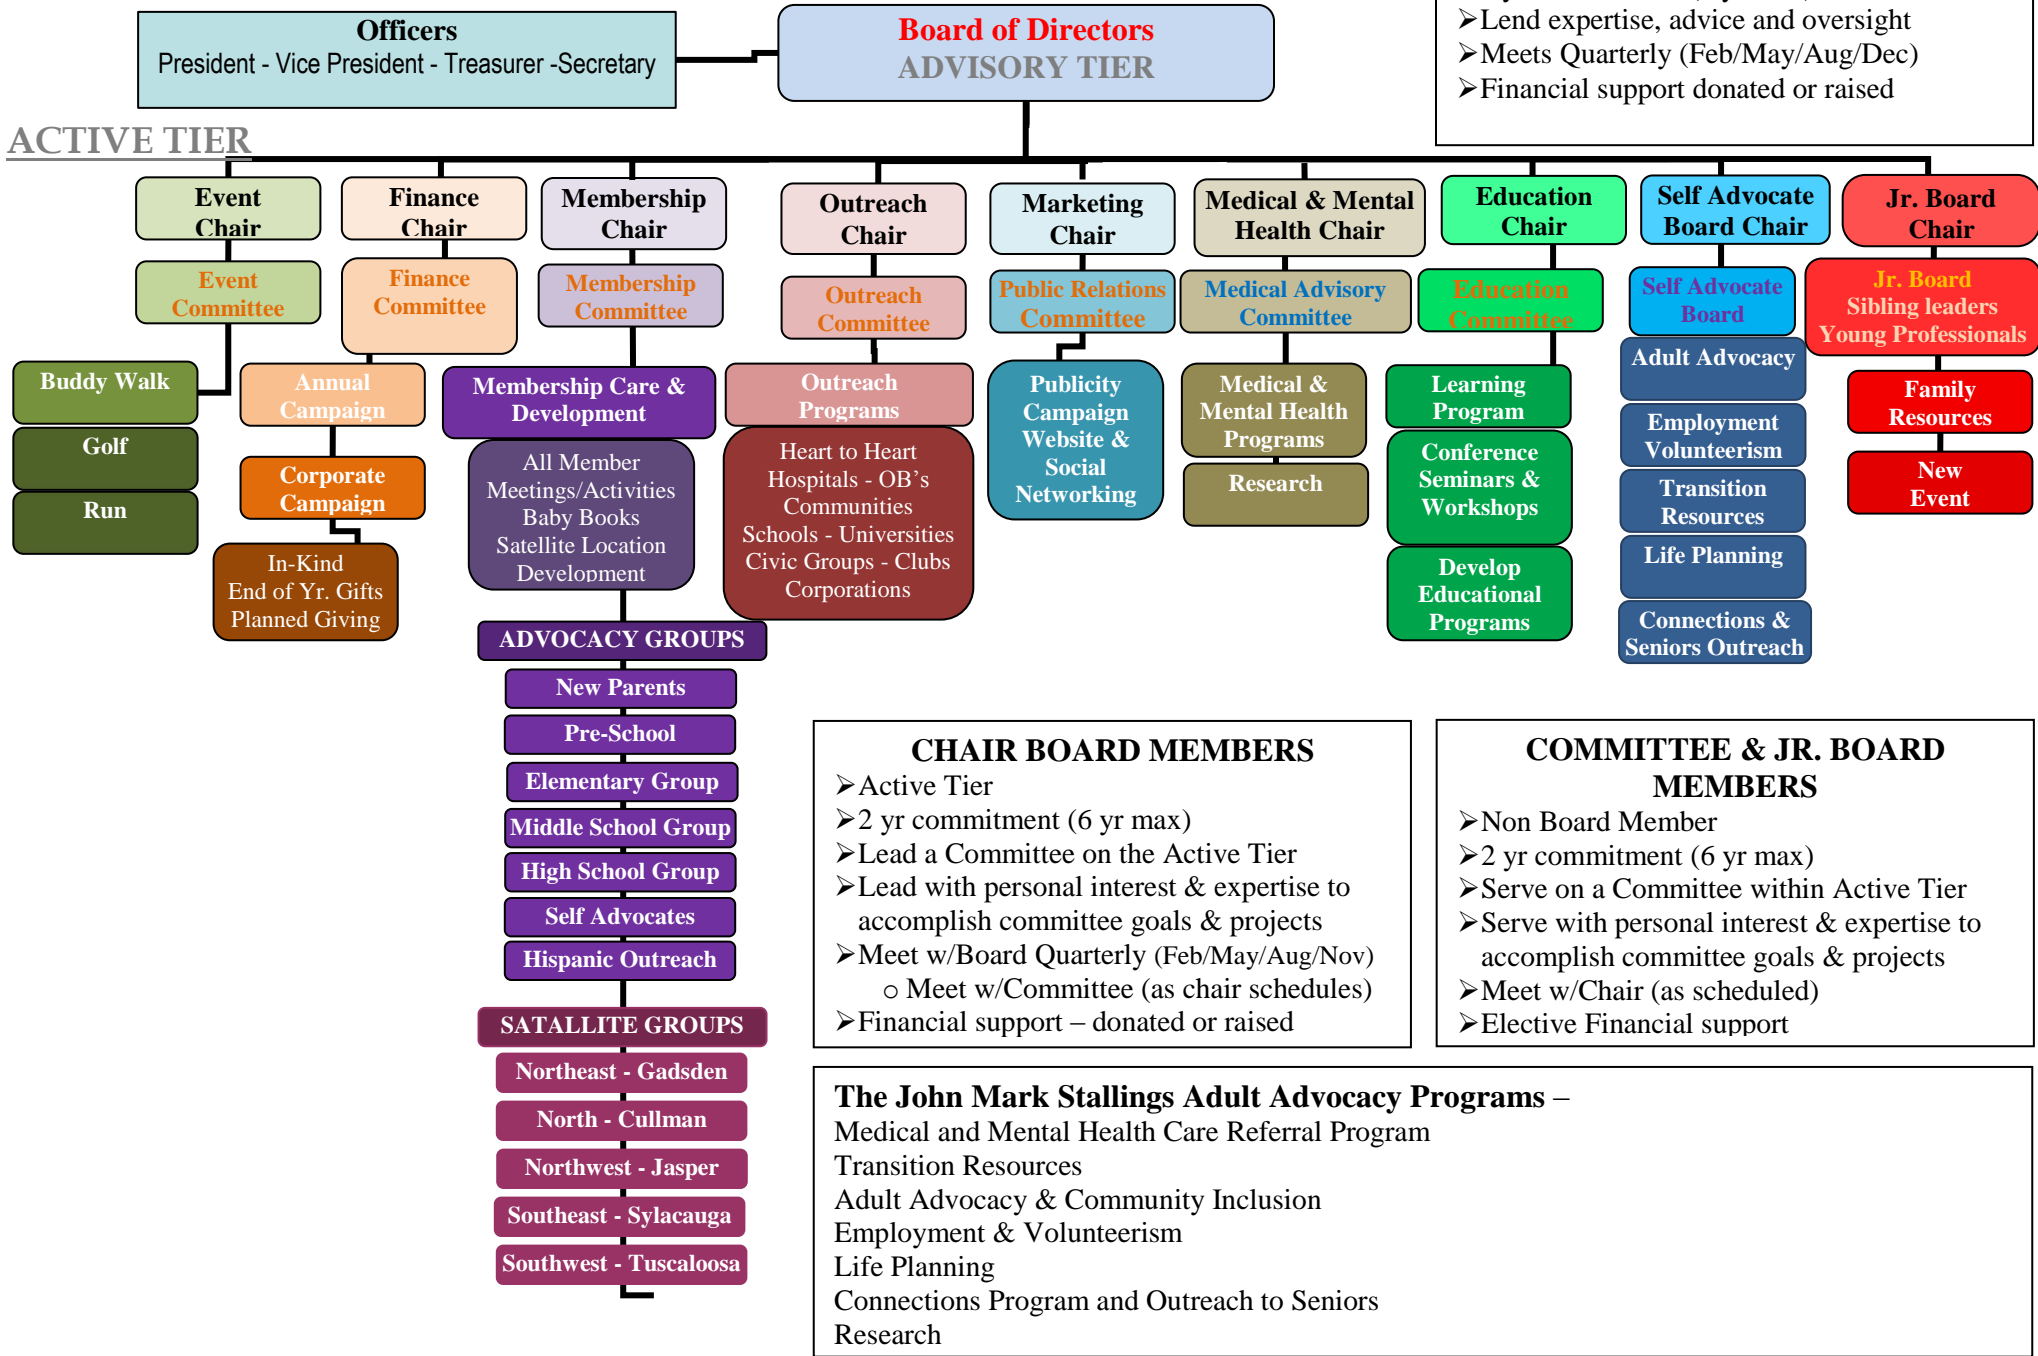 Officers
President - Vice President - Treasurer -Secretary
Board of Directors
ADVISORY TIER
➢Lend expertise, advice and oversight
➢Meets Quarterly (Feb/May/Aug/Dec)
➢Financial support donated or raised
ACTIVE TIER
Event
Chair
Finance
Chair
Membership
Chair
Outreach
Chair
Marketing
Chair
Medical & Mental
Health Chair
Education
Chair
Self Advocate
Board Chair
Jr. Board
Chair
Event
Committee
Finance
Committee
Membership
Committee
Outreach
Committee
Public Relations
Committee
Medical Advisory
Committee
Education
Committee
Self Advocate
Board
Jr. Board
Sibling leaders
Young Professionals
Buddy Walk
Golf
Run
Annual
Campaign
Corporate
Campaign
In-Kind
End of Yr. Gifts
Planned Giving
Membership Care &
Development
All Member
Meetings/Activities
Baby Books
Satellite Location
Development
Outreach
Programs
Heart to Heart
Hospitals - OB's
Communities
Schools - Universities
Civic Groups - Clubs
Corporations
Publicity
Campaign
Website &
Social
Networking
Medical &
Mental Health
Programs
Research
Learning
Program
Conference
Seminars &
Workshops
Develop
Educational
Programs
Adult Advocacy
Employment
Volunteerism
Transition
Resources
Life Planning
Connections &
Seniors Outreach
Family
Resources
New
Event
ADVOCACY GROUPS
New Parents
Pre-School
Elementary Group
Middle School Group
High School Group
Self Advocates
Hispanic Outreach
SATALLITE GROUPS
Northeast - Gadsden
North - Cullman
Northwest - Jasper
Southeast - Sylacauga
Southwest - Tuscaloosa
CHAIR BOARD MEMBERS
➢Active Tier
➢2 yr commitment (6 yr max)
➢Lead a Committee on the Active Tier
➢Lead with personal interest & expertise to
accomplish committee goals & projects
➢Meet w/Board Quarterly (Feb/May/Aug/Nov)
o Meet w/Committee (as chair schedules)
➢Financial support – donated or raised
COMMITTEE & JR. BOARD
MEMBERS
➢Non Board Member
➢2 yr commitment (6 yr max)
➢Serve on a Committee within Active Tier
➢Serve with personal interest & expertise to
accomplish committee goals & projects
➢Meet w/Chair (as scheduled)
➢Elective Financial support
The John Mark Stallings Adult Advocacy Programs –
Medical and Mental Health Care Referral Program
Transition Resources
Adult Advocacy & Community Inclusion
Employment & Volunteerism
Life Planning
Connections Program and Outreach to Seniors
Research